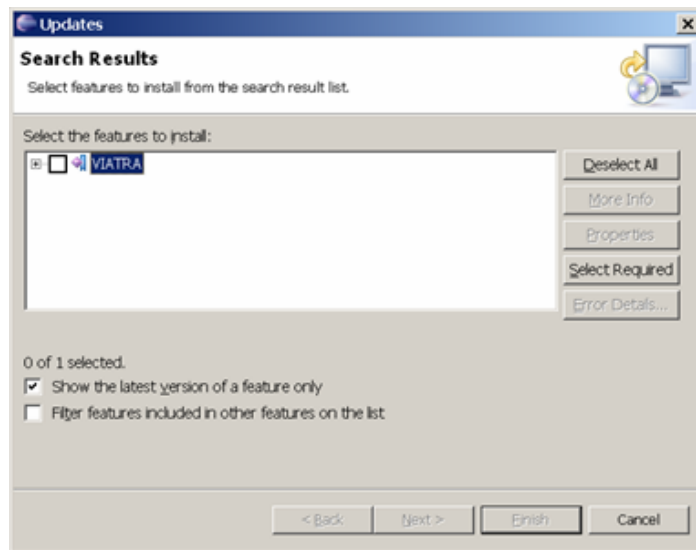 Updates
Search Results
Select features to install from the search result list.
Select the features to install:
VIATRA
Deselect All
More Info
Properties
Select Required
Error Details...
0 of 1 selected.
Show the latest version of a feature only
Filter features included in other features on the list
< Back
Next >
Finish
Cancel